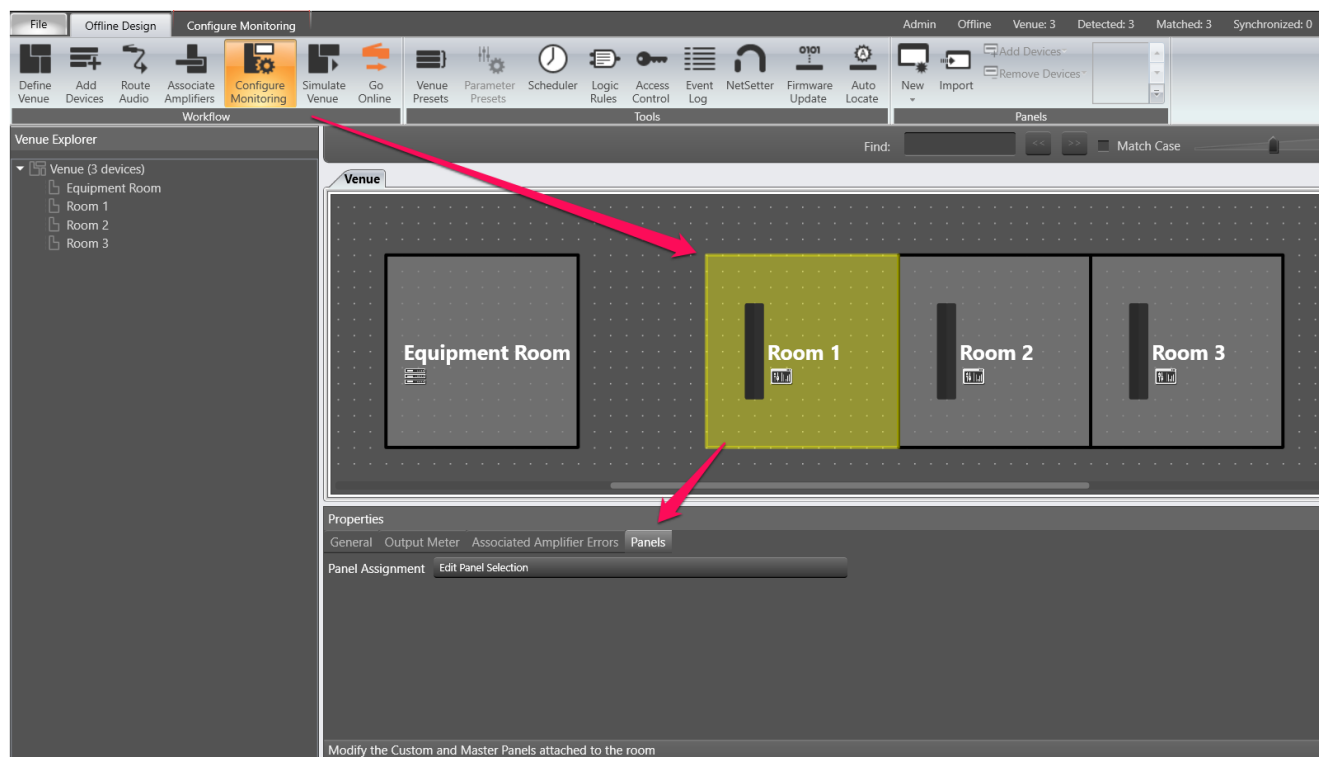 File Offline Design Configure Monitoring Admin Offline Venue: 3 Detected: 3 Matched: 3 Synchronized: 0
Define Venue
Add Devices
Route Audio
Associate Amplifiers
Configure Monitoring
Simulate Venue
Go Online
Venue Presets
Parameter Presets
Scheduler
Logic Rules
Access Control
Event Log
NetSetter
0101
Firmware Update
A
Auto Locate
New
Import
Add Devices
Remove Devices
Workflow Tools Panels
Venue Explorer
Find: << >> Match Case
Venue (3 devices)
Equipment Room
Room 1
Room 2
Room 3
Venue
Equipment Room Room 1 Room 2 Room 3
Properties
General Output Meter Associated Amplifier Errors Panels
Panel Assignment Edit Panel Selection
Modify the Custom and Master Panels attached to the room